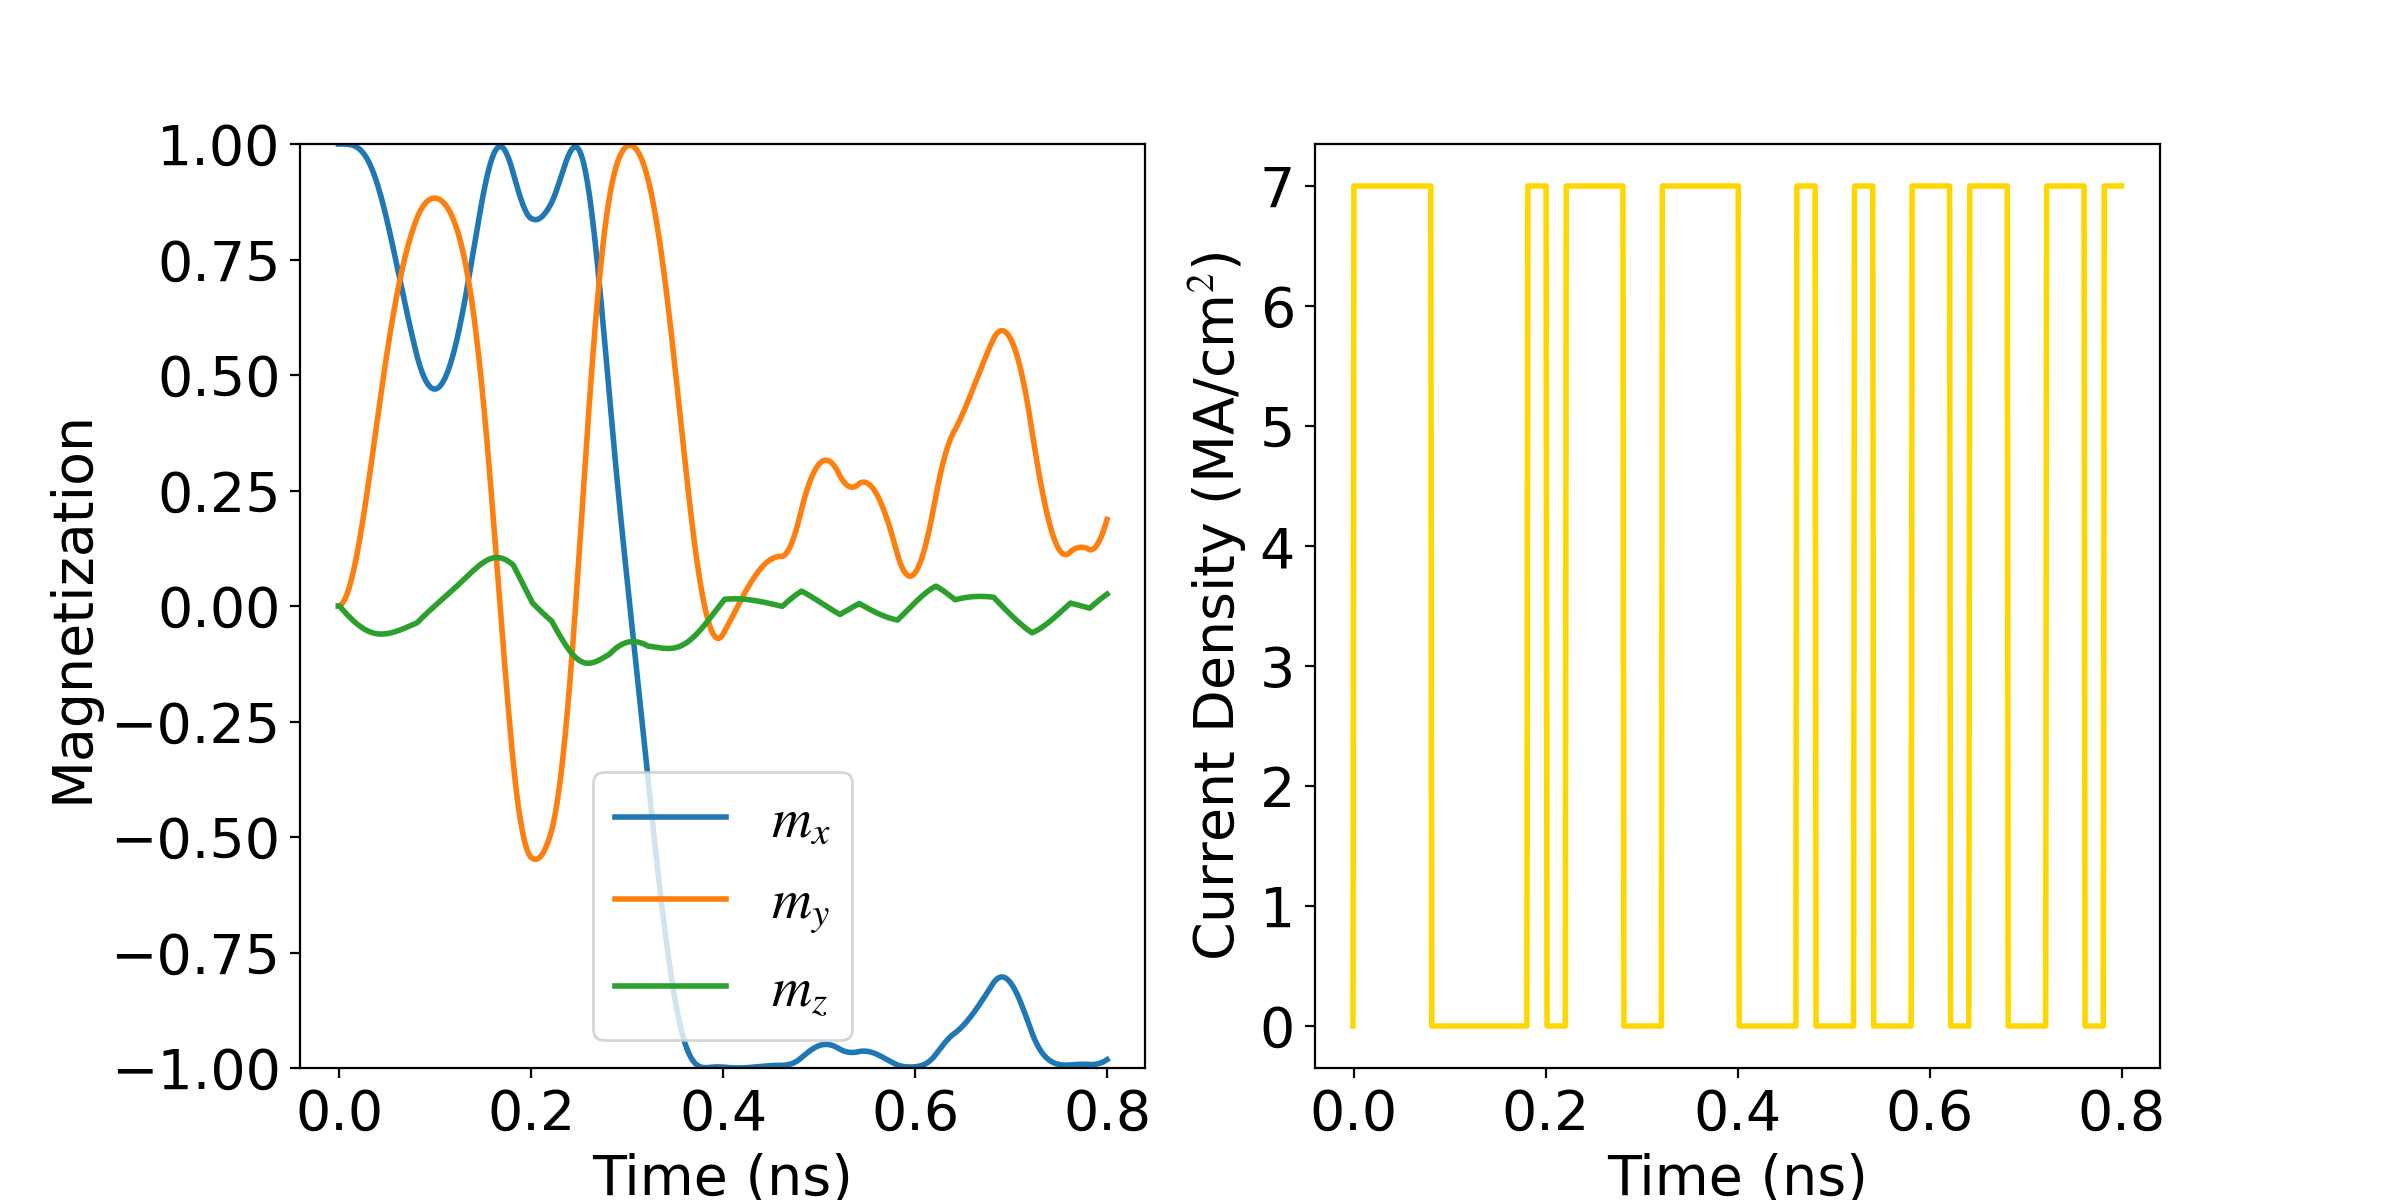 Magnetization
1.00
0.75
0.50
0.25
0.00
−0.25
−0.50
−0.75
−1.00
0.0 0.2 0.4 0.6 0.8
Time (ns)
mₓ
m_y
m_z
Current Density (MA/cm²)
7
6
5
4
3
2
1
0
0.0 0.2 0.4 0.6 0.8
Time (ns)